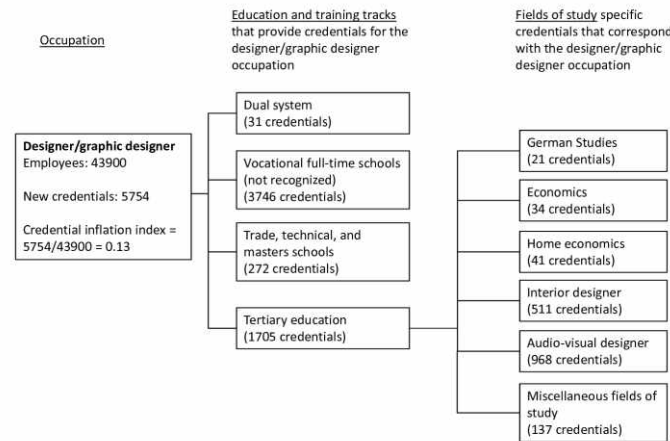 Occupation
Education and training tracks
that provide credentials for the
designer/graphic designer
occupation
Fields of study specific
credentials that correspond
with the designer/graphic
designer occupation
Designer/graphic designer
Employees: 43900
New credentials: 5754
Credential inflation index =
5754/43900 = 0.13
Dual system
(31 credentials)
Vocational full-time schools
(not recognized)
(3746 credentials)
Trade, technical, and
masters schools
(272 credentials)
Tertiary education
(1705 credentials)
German Studies
(21 credentials)
Economics
(34 credentials)
Home economics
(41 credentials)
Interior designer
(511 credentials)
Audio-visual designer
(968 credentials)
Miscellaneous fields of
study
(137 credentials)